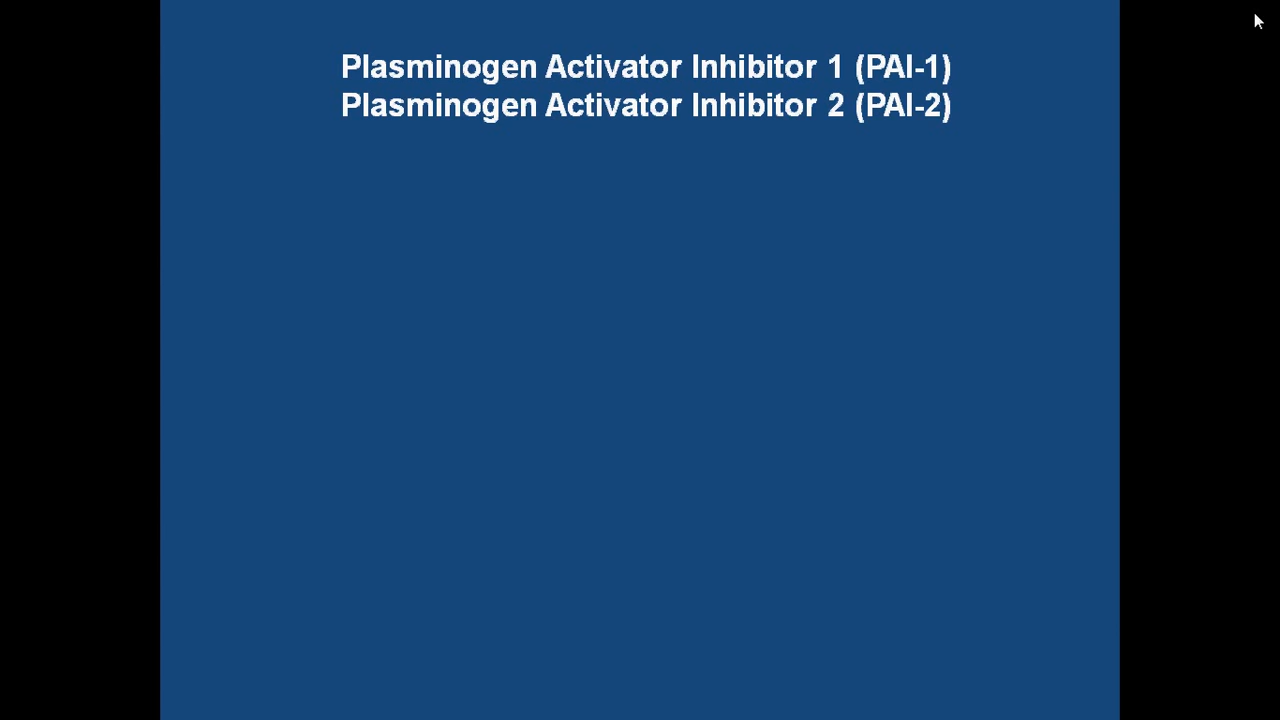 Plasminogen Activator Inhibitor 1 (PAI-1)
Plasminogen Activator Inhibitor 2 (PAI-2)